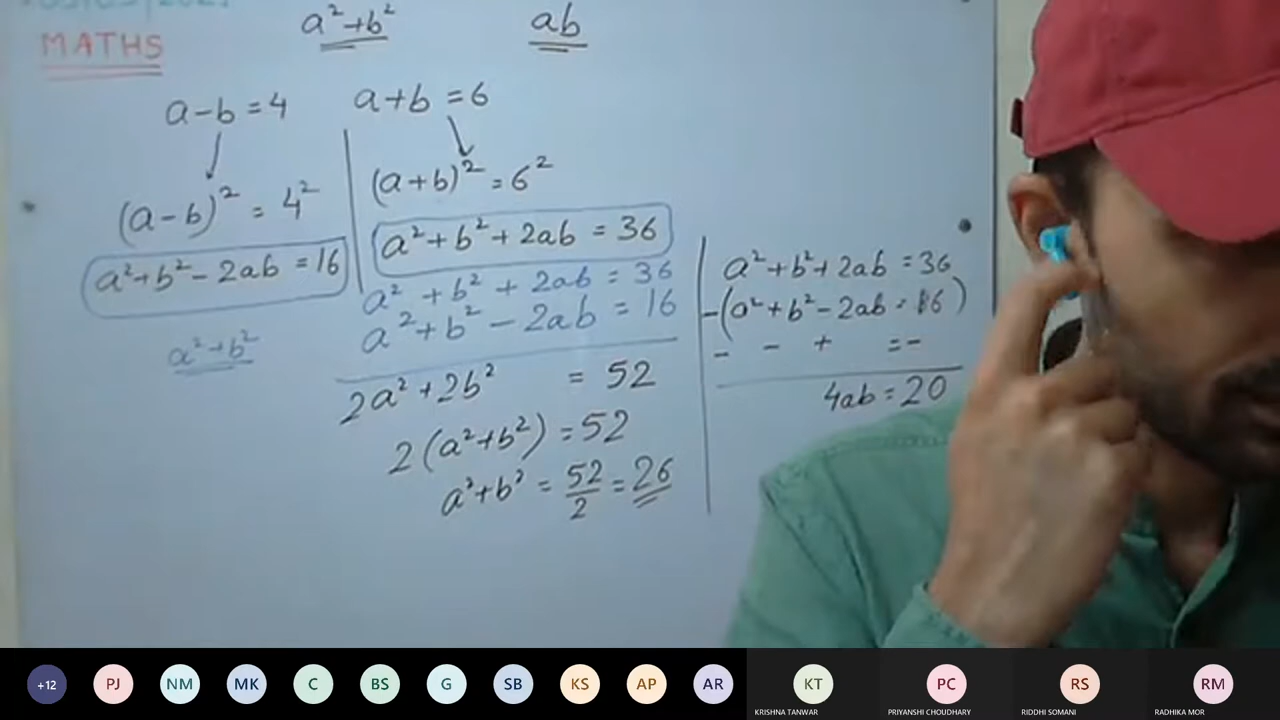 MATHS
a²+b² ab
a-b = 4
(a-b)² = 4²
a²+b²-2ab = 16
a²+b²
a+b = 6
(a+b)² = 6²
a²+b²+2ab = 36
a²+b²+2ab = 36
a²+b²-2ab = 16
2a²+2b² = 52
2(a²+b²) = 52
a²+b² = 52/2 = 26
a²+b²+2ab = 36
-(a²+b²-2ab = 16)
- - + = -
4ab = 20
+12 PJ NM MK C BS G SB KS AP AR KT PC RS RM
KRISHNA TANWAR PRIYANSHI CHOUDHARY RIDDHI SOMANI RADHIKA MOR